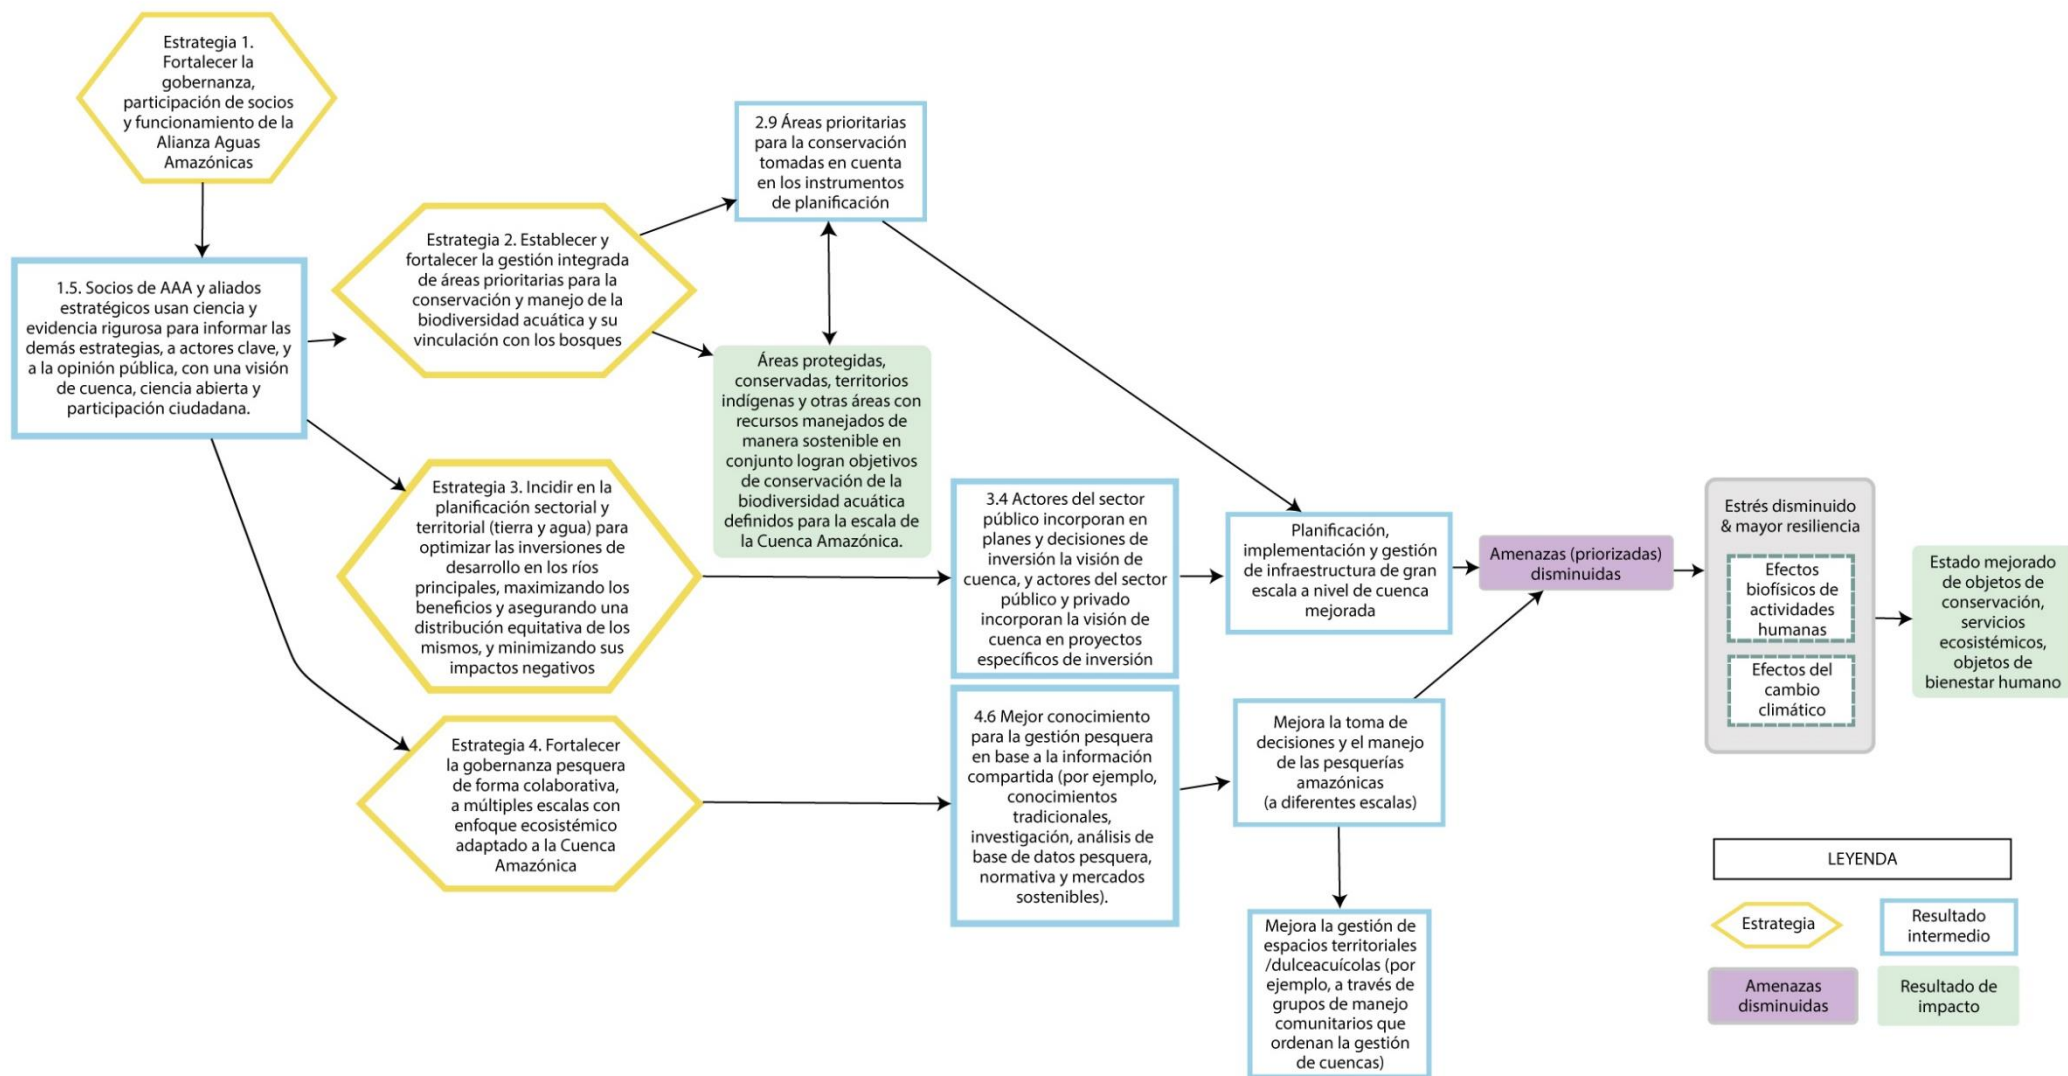 Estrategia 1.
Fortalecer la
gobernanza,
participación de socios
y funcionamiento de la
Alianza Aguas
Amazónicas
1.5. Socios de AAA y aliados
estratégicos usan ciencia y
evidencia rigurosa para informar las
demás estrategias, a actores clave, y
a la opinión pública, con una visión
de cuenca, ciencia abierta y
participación ciudadana.
Estrategia 2. Establecer y
fortalecer la gestión integrada
de áreas prioritarias para la
conservación y manejo de la
biodiversidad acuática y su
vinculación con los bosques
2.9 Áreas prioritarias
para la conservación
tomadas en cuenta
en los instrumentos
de planificación
Áreas protegidas,
conservadas, territorios
indígenas y otras áreas con
recursos manejados de
manera sostenible en
conjunto logran objetivos
de conservación de la
biodiversidad acuática
definidos para la escala de
la Cuenca Amazónica.
Estrategia 3. Incidir en la
planificación sectorial y
territorial (tierra y agua) para
optimizar las inversiones de
desarrollo en los ríos
principales, maximizando los
beneficios y asegurando una
distribución equitativa de los
mismos, y minimizando sus
impactos negativos
3.4 Actores del sector
público incorporan en
planes y decisiones de
inversión la visión de
cuenca, y actores del sector
público y privado
incorporan la visión de
cuenca en proyectos
específicos de inversión
Planificación,
implementación y gestión
de infraestructura de gran
escala a nivel de cuenca
mejorada
Amenazas (priorizadas)
disminuidas
Estrés disminuido
& mayor resiliencia
Efectos
biofísicos de
actividades
humanas
Efectos del
cambio
climático
Estado mejorado
de objetos de
conservación,
servicios
ecosistémicos,
objetos de
bienestar humano
Estrategia 4. Fortalecer
la gobernanza pesquera
de forma colaborativa,
a múltiples escalas con
enfoque ecosistémico
adaptado a la Cuenca
Amazónica
4.6 Mejor conocimiento
para la gestión pesquera
en base a la información
compartida (por ejemplo,
conocimientos
tradicionales,
investigación, análisis de
base de datos pesquera,
normativa y mercados
sostenibles).
Mejora la toma de
decisiones y el manejo
de las pesquerías
amazónicas
(a diferentes escalas)
Mejora la gestión de
espacios territoriales
/dulceacuícolas (por
ejemplo, a través de
grupos de manejo
comunitarios que
ordenan la gestión
de cuencas)
LEYENDA
Estrategia
Resultado
intermedio
Amenazas
disminuidas
Resultado de
impacto